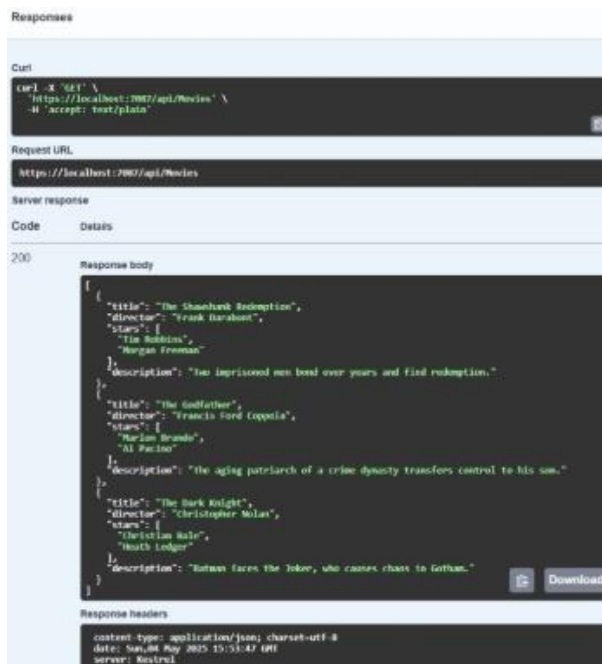 Responses
Curl
curl -X 'GET' \
'https://localhost:7087/api/Movies' \
-H 'accept: text/plain'
Request URL
https://localhost:7087/api/Movies
Server response
Code Details
200
Response body
[
{
"title": "The Shawshank Redemption",
"director": "Frank Darabont",
"stars": [
"Tim Robbins",
"Morgan Freeman"
],
"description": "Two imprisoned men bond over years and find redemption."
},
{
"title": "The Godfather",
"director": "Francis Ford Coppola",
"stars": [
"Marlon Brando",
"Al Pacino"
],
"description": "The aging patriarch of a crime dynasty transfers control to his son."
},
{
"title": "The Dark Knight",
"director": "Christopher Nolan",
"stars": [
"Christian Bale",
"Heath Ledger"
],
"description": "Batman faces the Joker, who causes chaos in Gotham."
}
]
Download
Response headers
content-type: application/json; charset=utf-8
date: Sun,04 May 2025 15:53:47 GMT
server: Kestrel